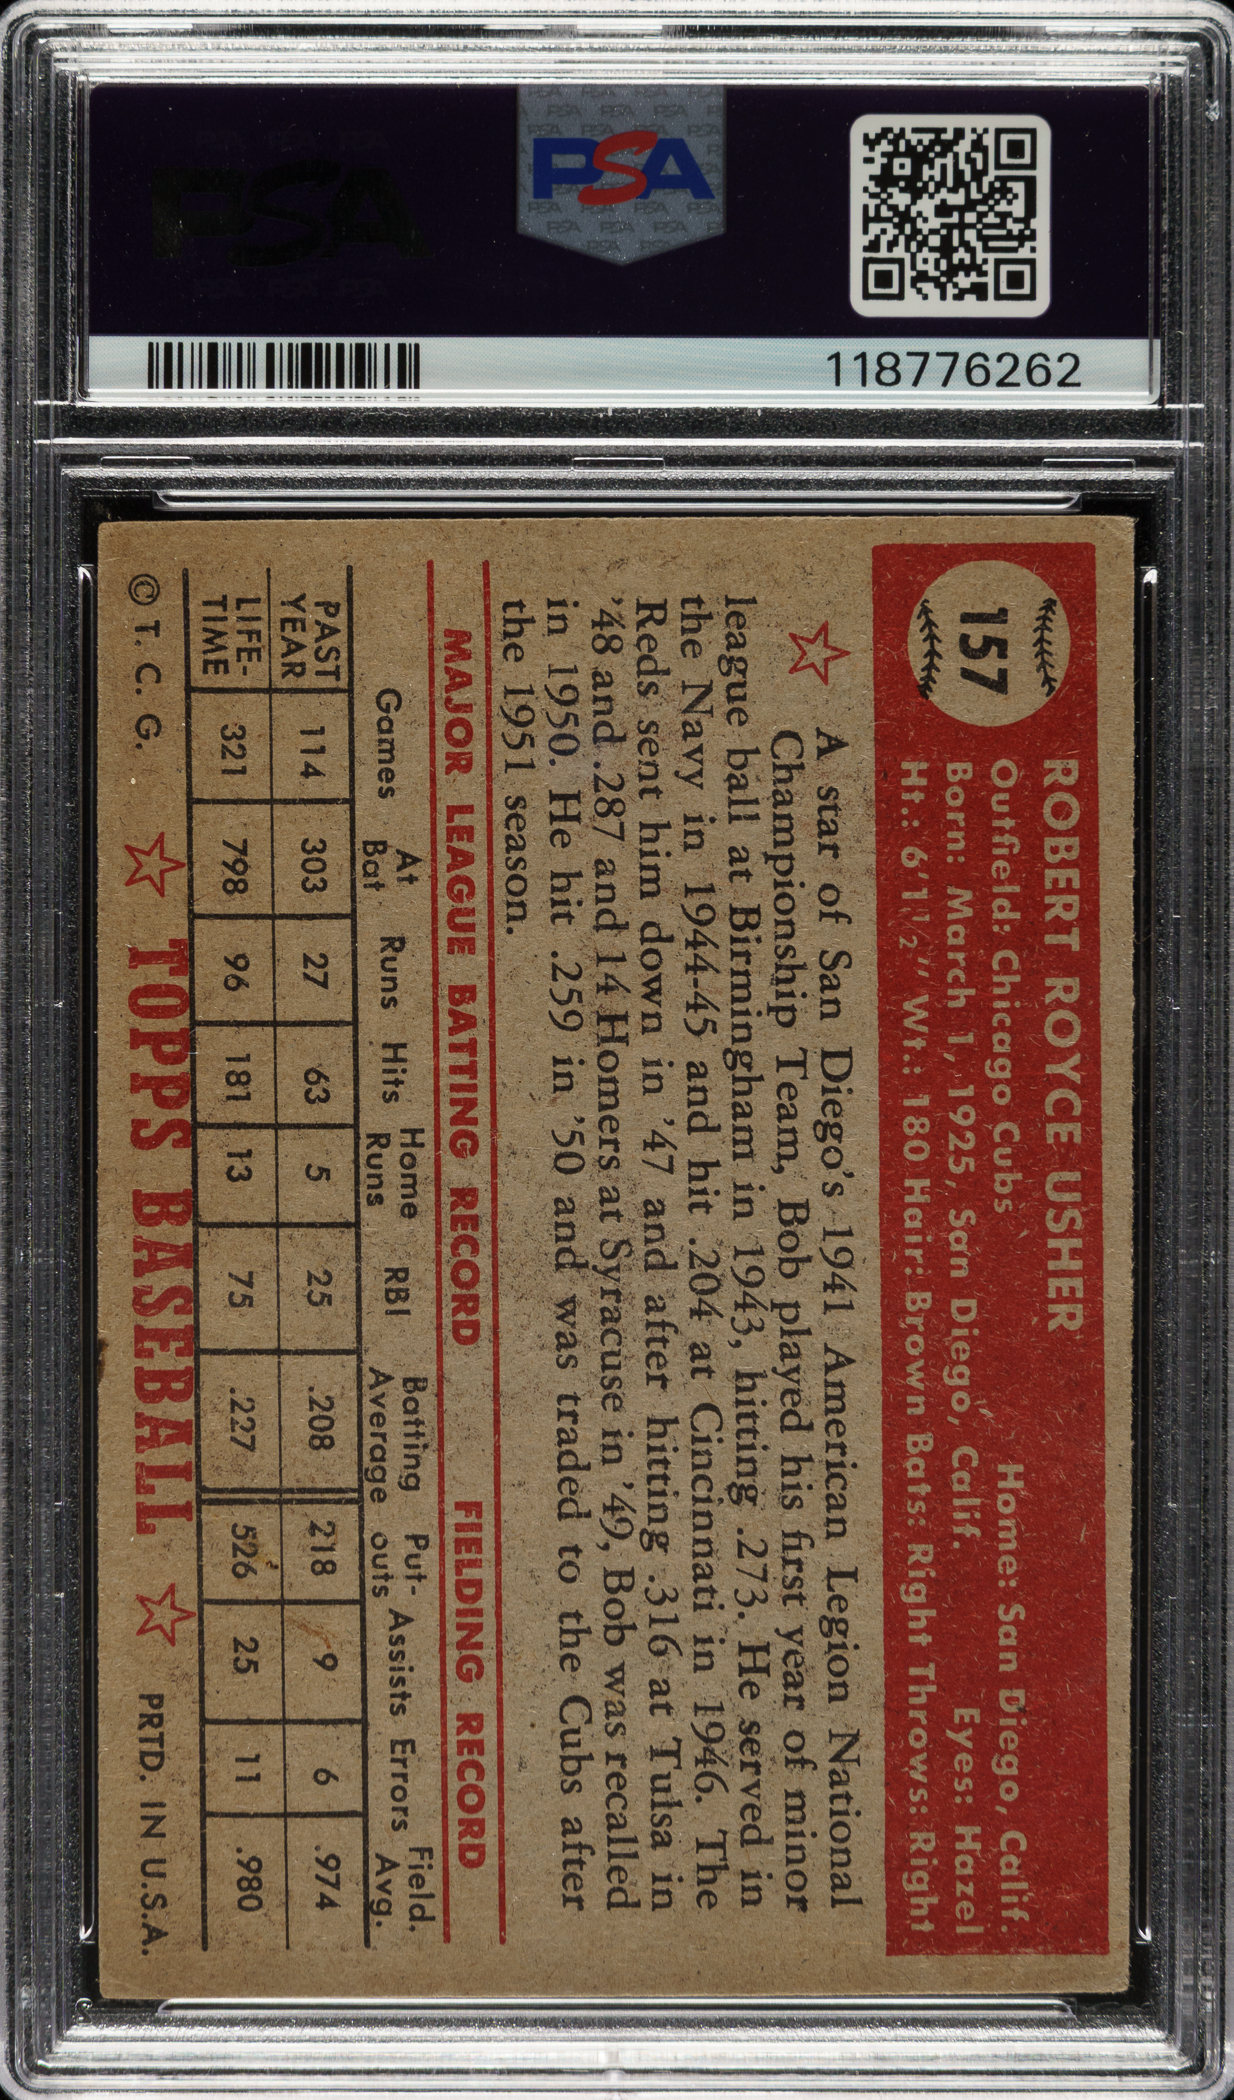 PSA
118776262
157
ROBERT ROYCE USHER
Outfield: Chicago Cubs Home: San Diego, Calif.
Born: March 1, 1925, San Diego, Calif. Eyes: Hazel
Ht.: 6'1½" Wt.: 180 Hair: Brown Bats: Right Throws: Right
A star of San Diego's 1941 American Legion National
Championship Team, Bob played his first year of minor
league ball at Birmingham in 1943, hitting .273. He served in
the Navy in 1944-45 and hit .204 at Cincinnati in 1946. The
Reds sent him down in '47 and after hitting .316 at Tulsa in
'48 and .287 and 14 Homers at Syracuse in '49, Bob was recalled
in 1950. He hit .259 in '50 and was traded to the Cubs after
the 1951 season.
MAJOR LEAGUE BATTING RECORD FIELDING RECORD
Games At Bat Runs Hits Home Runs RBI Batting Average Put-outs Assists Errors Field. Avg.
PAST YEAR 114 303 27 63 5 25 .208 218 9 6 .974
LIFE-TIME 321 798 96 181 13 75 .227 526 25 11 .980
© T. C. G. TOPPS BASEBALL PRTD. IN U.S.A.